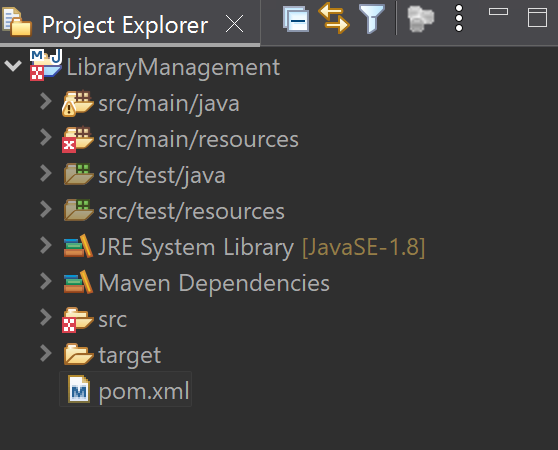 Project Explorer
LibraryManagement
src/main/java
src/main/resources
src/test/java
src/test/resources
JRE System Library [JavaSE-1.8]
Maven Dependencies
src
target
pom.xml